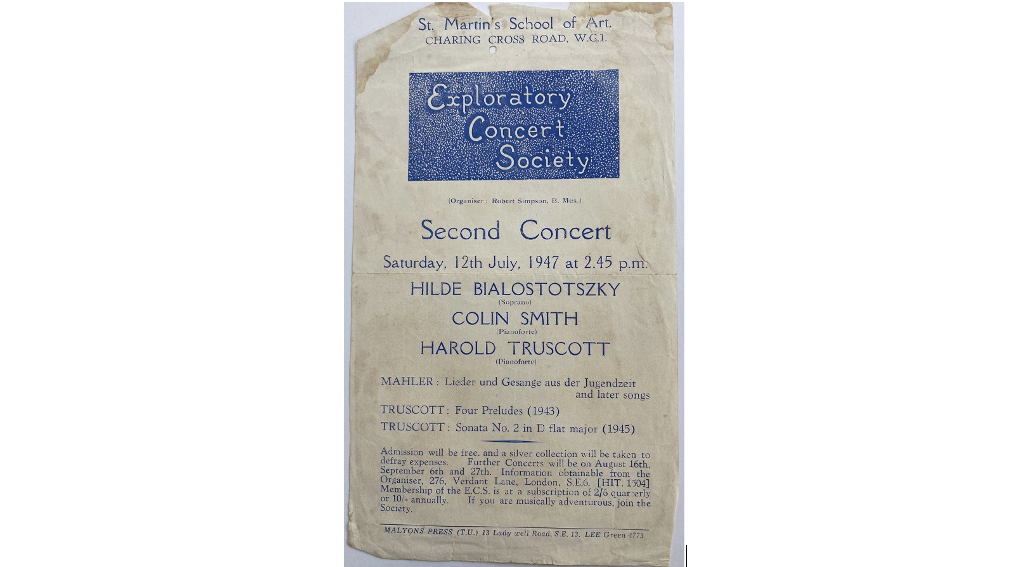 St. Martin's School of Art.
CHARING CROSS ROAD, W.C.1.
Exploratory
Concert
Society
(Organiser : Robert Simpson, B. Mus.)
Second Concert
Saturday, 12th July, 1947 at 2.45 p.m.
HILDE BIALOSTOTSZKY
(Soprano)
COLIN SMITH
(Pianoforte)
HAROLD TRUSCOTT
(Pianoforte)
MAHLER : Lieder und Gesange aus der Jugendzeit
and later songs
TRUSCOTT : Four Preludes (1943)
TRUSCOTT : Sonata No. 2 in E flat major (1945)
Admission will be free, and a silver collection will be taken to
defray expenses. Further Concerts will be on August 16th,
September 6th and 27th. Information obtainable from the
Organiser, 276, Verdant Lane, London, S.E.6. [HIT. 1504]
Membership of the E.C.S. is at a subscription of 2/6 quarterly
or 10/- annually. If you are musically adventurous, join the
Society.
MALYONS PRESS (T.U.) 13 Lady well Road, S.E. 13. LEE Green 4773